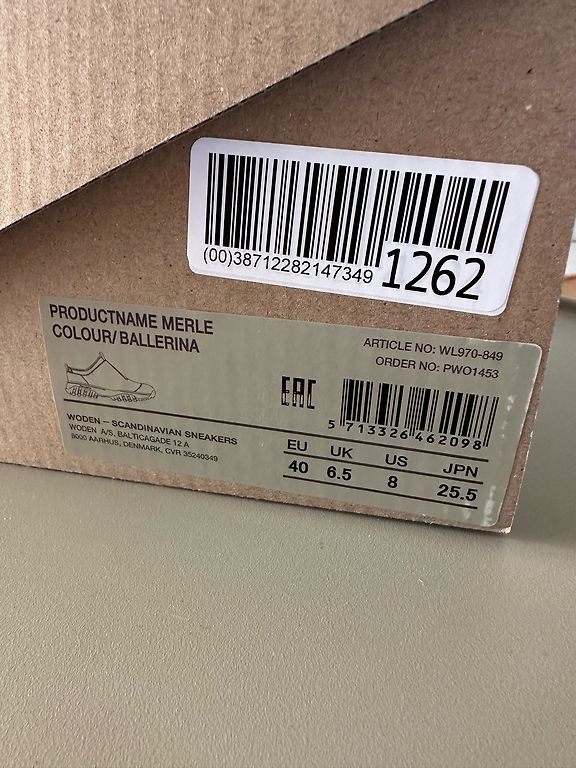 (00)387122821473491262
PRODUCTNAME MERLE
COLOUR/BALLERINA
ARTICLE NO: WL970-849
ORDER NO: PWO1453
EAC
5 713326 462098
WODEN -- SCANDINAVIAN SNEAKERS
WODEN A/S, BALTICAGADE 12 A
8000 AARHUS, DENMARK, CVR 35240349
EU UK US JPN
40 6.5 8 25.5